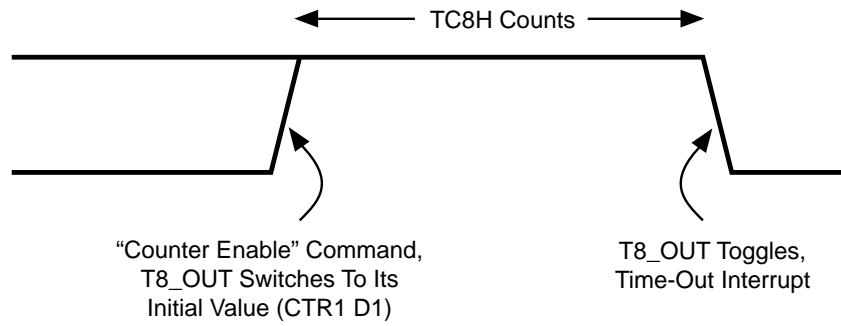 TC8H Counts
“Counter Enable” Command,
T8_OUT Switches To Its
Initial Value (CTR1 D1)
T8_OUT Toggles,
Time-Out Interrupt